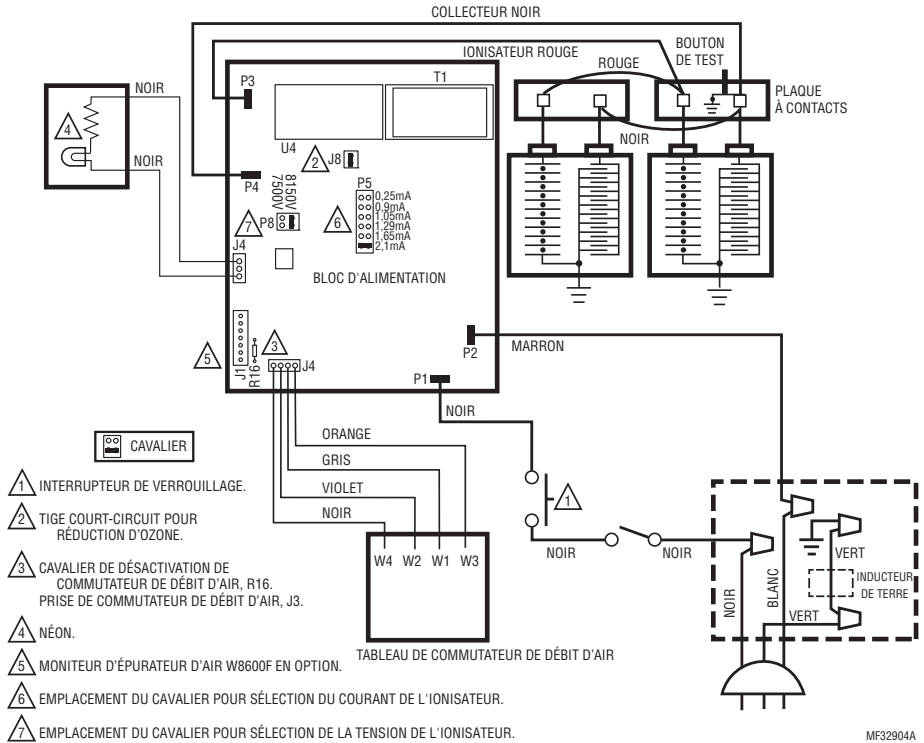 COLLECTEUR NOIR
IONISATEUR ROUGE
BOUTON
DE TEST
ROUGE
PLAQUE
À CONTACTS
NOIR
P3
T1
NOIR
4
NOIR
U4
2
J8
P4
8150V
7500V
P5
0,25mA
0,9mA
1,05mA
1,29mA
1,65mA
2,1mA
6
7
P8
J4
BLOC D'ALIMENTATION
5
J1
R16
3
J4
P2
MARRON
P1
NOIR
ORANGE
GRIS
VIOLET
NOIR
W4 W2 W1 W3
TABLEAU DE COMMUTATEUR DE DÉBIT D'AIR
1
NOIR
NOIR
NOIR
BLANC
VERT
INDUCTEUR
DE TERRE
VERT
CAVALIER
1 INTERRUPTEUR DE VERROUILLAGE.
2 TIGE COURT-CIRCUIT POUR
RÉDUCTION D'OZONE.
3 CAVALIER DE DÉSACTIVATION DE
COMMUTATEUR DE DÉBIT D'AIR, R16.
PRISE DE COMMUTATEUR DE DÉBIT D'AIR, J3.
4 NÉON.
5 MONITEUR D'ÉPURATEUR D'AIR W8600F EN OPTION.
6 EMPLACEMENT DU CAVALIER POUR SÉLECTION DU COURANT DE L'IONISATEUR.
7 EMPLACEMENT DU CAVALIER POUR SÉLECTION DE LA TENSION DE L'IONISATEUR.
MF32904A